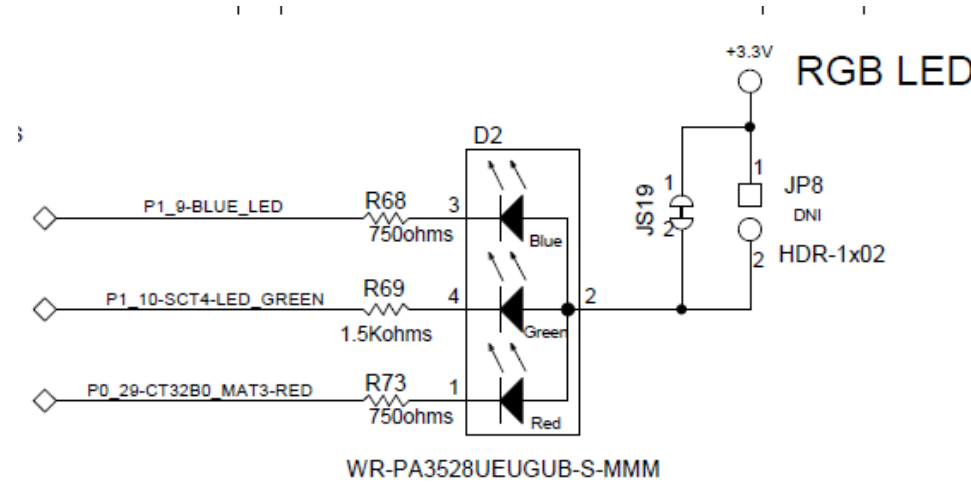 +3.3V
RGB LED
D2
1
JP8
DNI
HDR-1x02
2
JS19
1
2
P1_9-BLUE_LED
R68
750ohms
3
Blue
P1_10-SCT4-LED_GREEN
R69
1.5Kohms
4
Green
2
P0_29-CT32B0_MAT3-RED
R73
750ohms
1
Red
WR-PA3528UEUGUB-S-MMM